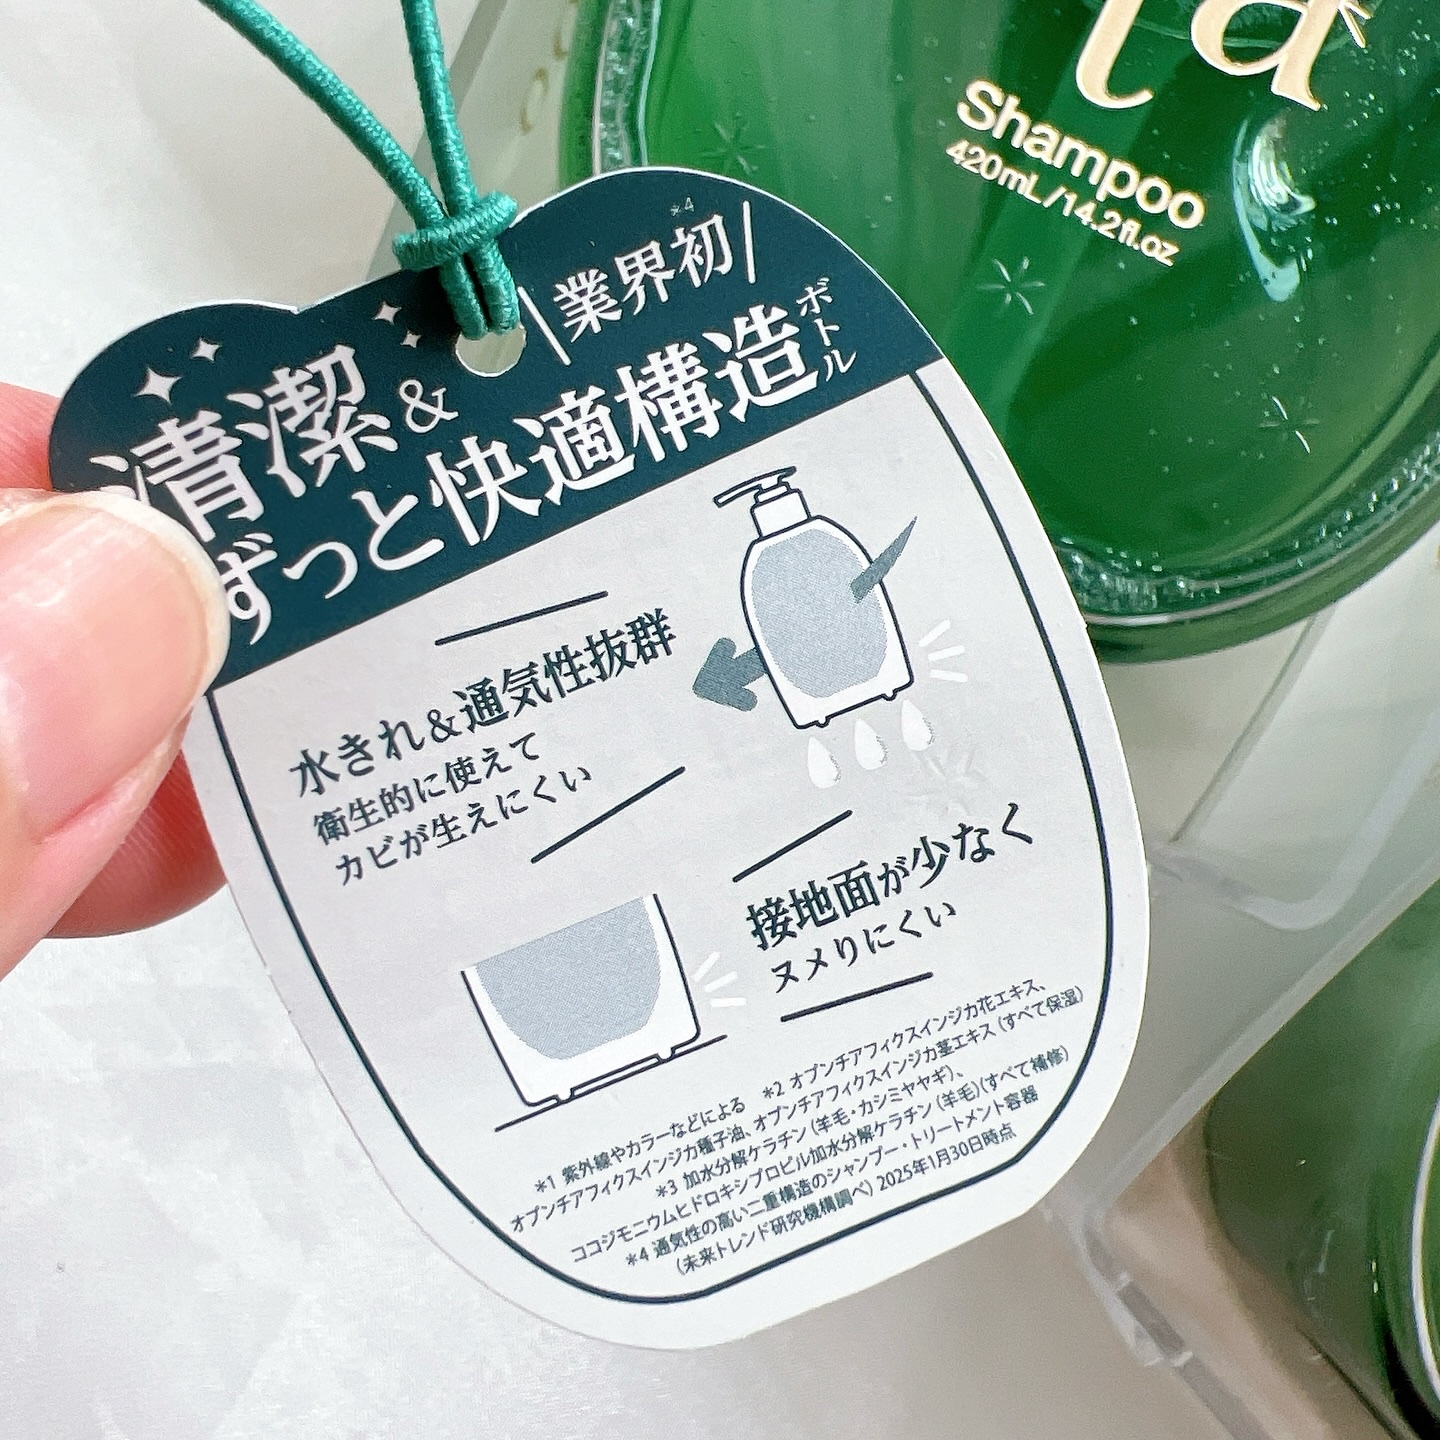 ta
Shampoo
420mL/14.2fl.oz
業界初*4
清潔&
ずっと快適構造ボトル
水きれ&通気性抜群
衛生的に使えて
カビが生えにくい
接地面が少なく
ヌメりにくい
*1 紫外線やカラーなどによる *2 オプンチアフィクスインジカ花エキス、
オプンチアフィクスインジカ種子油、オプンチアフィクスインジカ茎エキス(すべて保湿)
*3 加水分解ケラチン(羊毛・カシミヤヤギ)、
ココジモニウムヒドロキシプロピル加水分解ケラチン(羊毛)(すべて補修)
*4 通気性の高い二重構造のシャンプー・トリートメント容器
(未来トレンド研究機構調べ) 2025年1月30日時点